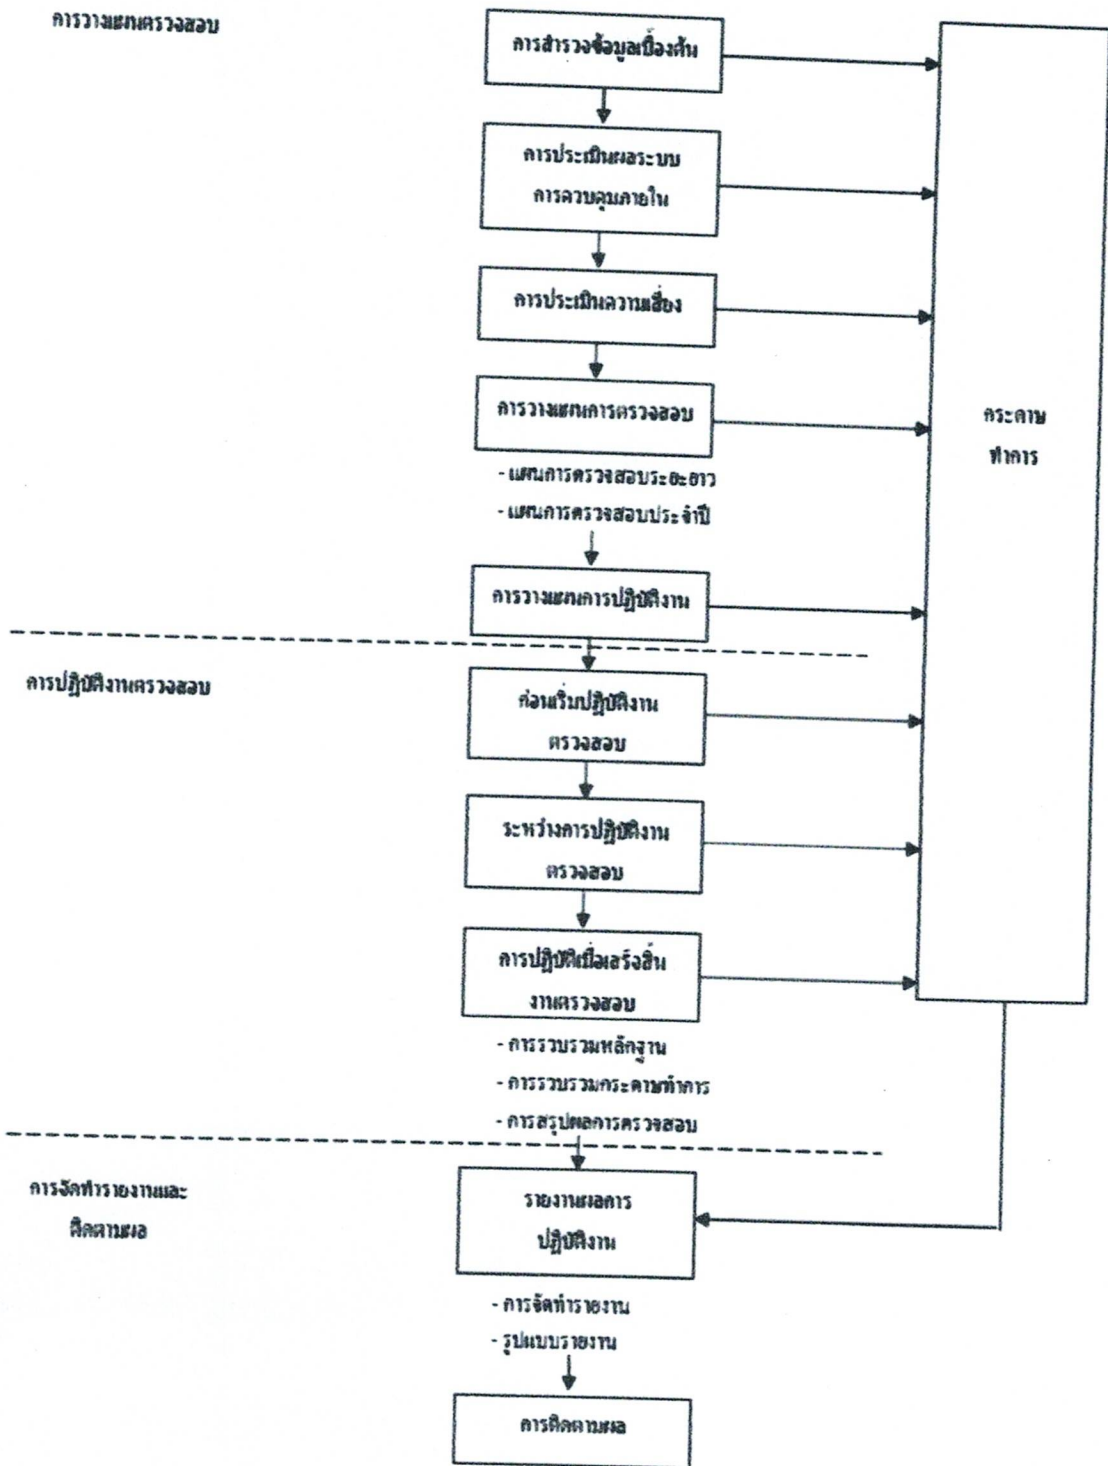 การวางแผนตรวจสอบ
การสำรวจข้อมูลเบื้องต้น
การประเมินผลระบบ
การควบคุมภายใน
การประเมินความเสี่ยง
การวางแผนการตรวจสอบ
- แผนการตรวจสอบระยะยาว
- แผนการตรวจสอบประจำปี
การวางแผนการปฏิบัติงาน
กระดาษ
ทำการ
การปฏิบัติงานตรวจสอบ
ก่อนเริ่มปฏิบัติงาน
ตรวจสอบ
ระหว่างการปฏิบัติงาน
ตรวจสอบ
การปฏิบัติเมื่อเสร็จสิ้น
งานตรวจสอบ
- การรวบรวมหลักฐาน
- การรวบรวมกระดาษทำการ
- การสรุปผลการตรวจสอบ
การจัดทำรายงานและ
ติดตามผล
รายงานผลการ
ปฏิบัติงาน
- การจัดทำรายงาน
- รูปแบบรายงาน
การติดตามผล